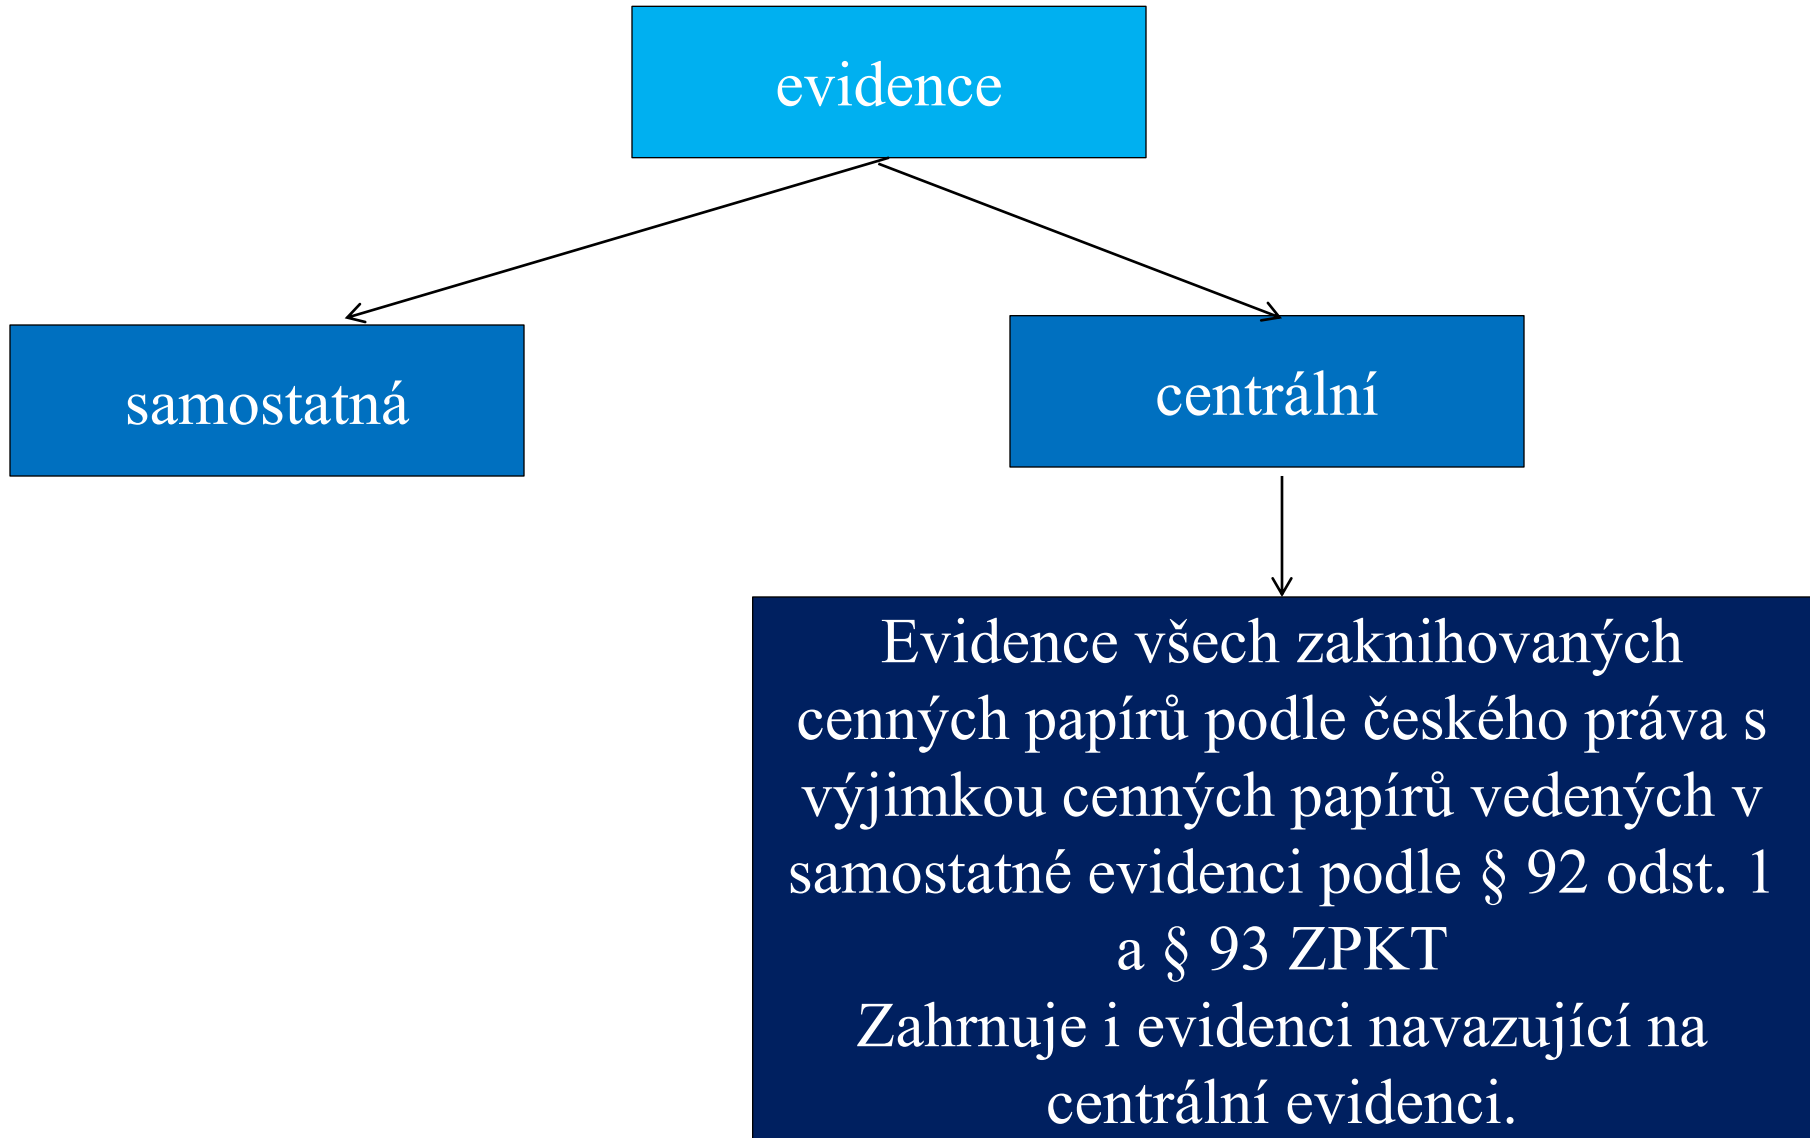 evidence
samostatná
centrální
Evidence všech zaknihovaných
cenných papírů podle českého práva s
výjimkou cenných papírů vedených v
samostatné evidenci podle § 92 odst. 1
a § 93 ZPKT
Zahrnuje i evidenci navazující na
centrální evidenci.